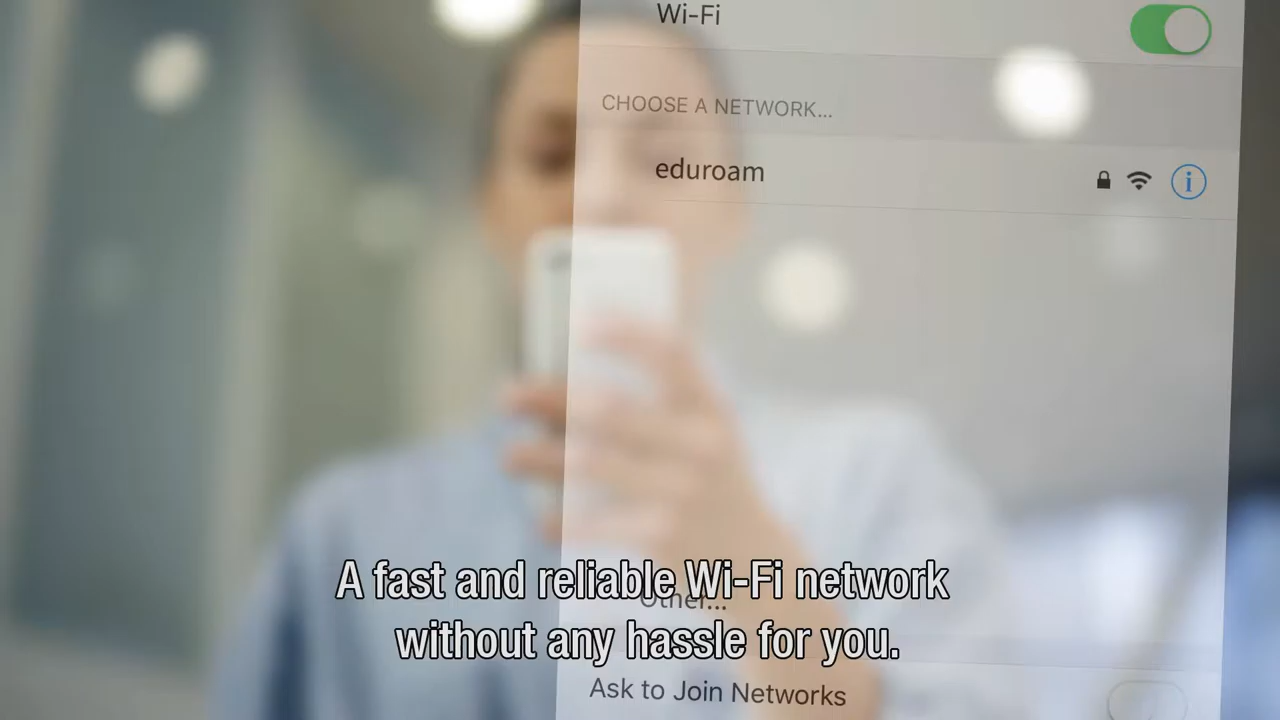 Wi-Fi
CHOOSE A NETWORK...
eduroam
Other...
A fast and reliable Wi-Fi network
without any hassle for you.
Ask to Join Networks